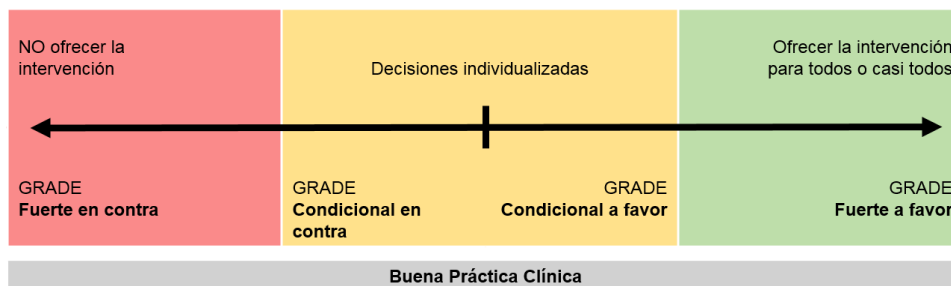 NO ofrecer la
intervención
Decisiones individualizadas
Ofrecer la intervención
para todos o casi todos
GRADE
Fuerte en contra
GRADE
Condicional en
contra
GRADE
Condicional a favor
GRADE
Fuerte a favor
Buena Práctica Clínica